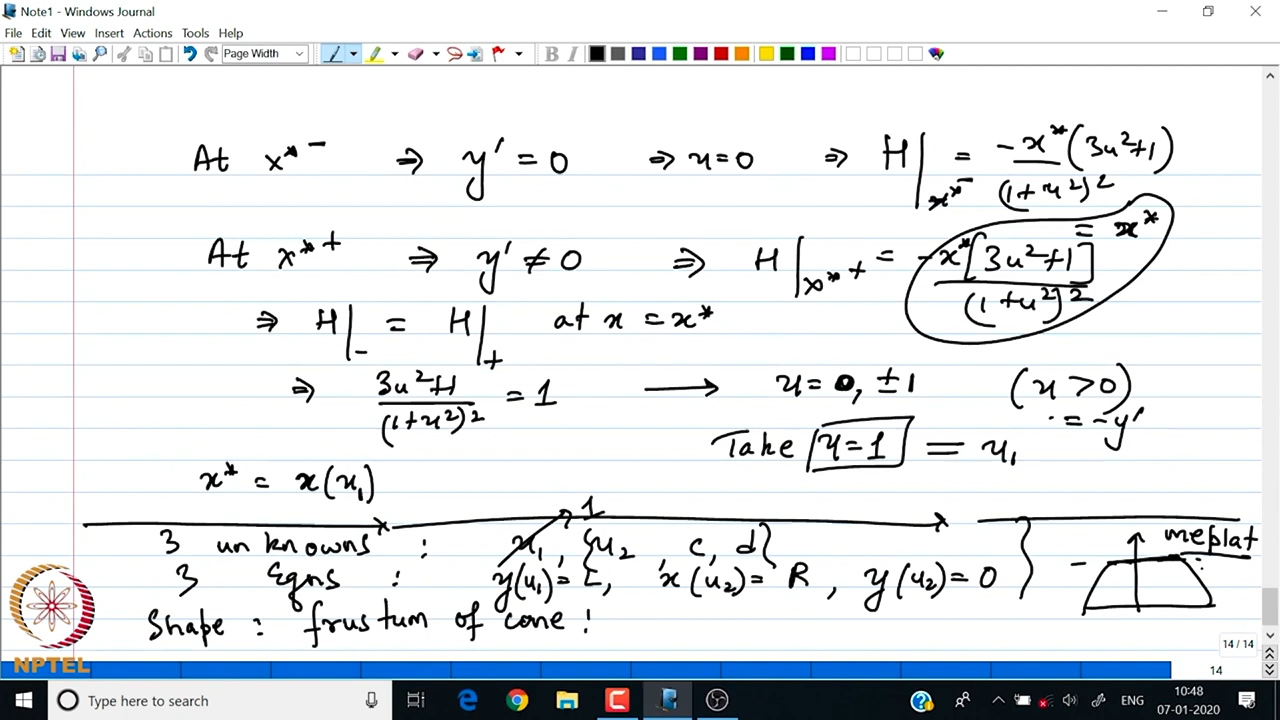 Note1 - Windows Journal
File Edit View Insert Actions Tools Help
Page Width B I
At x*⁻ ⇒ y' = 0 ⇒ u=0 ⇒ H|x*⁻ = -x*(3u²+1)/(1+u²)² = x*
At x*⁺ ⇒ y' ≠ 0 ⇒ H|x*⁺ = -x*[3u²+1]/(1+u²)²
⇒ H|₋ = H|₊ at x = x*
⇒ 3u²+1/(1+u²)² = 1 → u = 0, ±1 (u > 0)
= -y'
Take u=1 = u₁
x* = x(u₁)
1
3 unknowns : u₁, {u₂, c, d} meplat
3 Eqns : y(u₁) = L, x(u₂) = R, y(u₂) = 0
Shape : frustum of cone !
14 / 14
NPTEL
14
Type here to search
ENG
10:48
07-01-2020